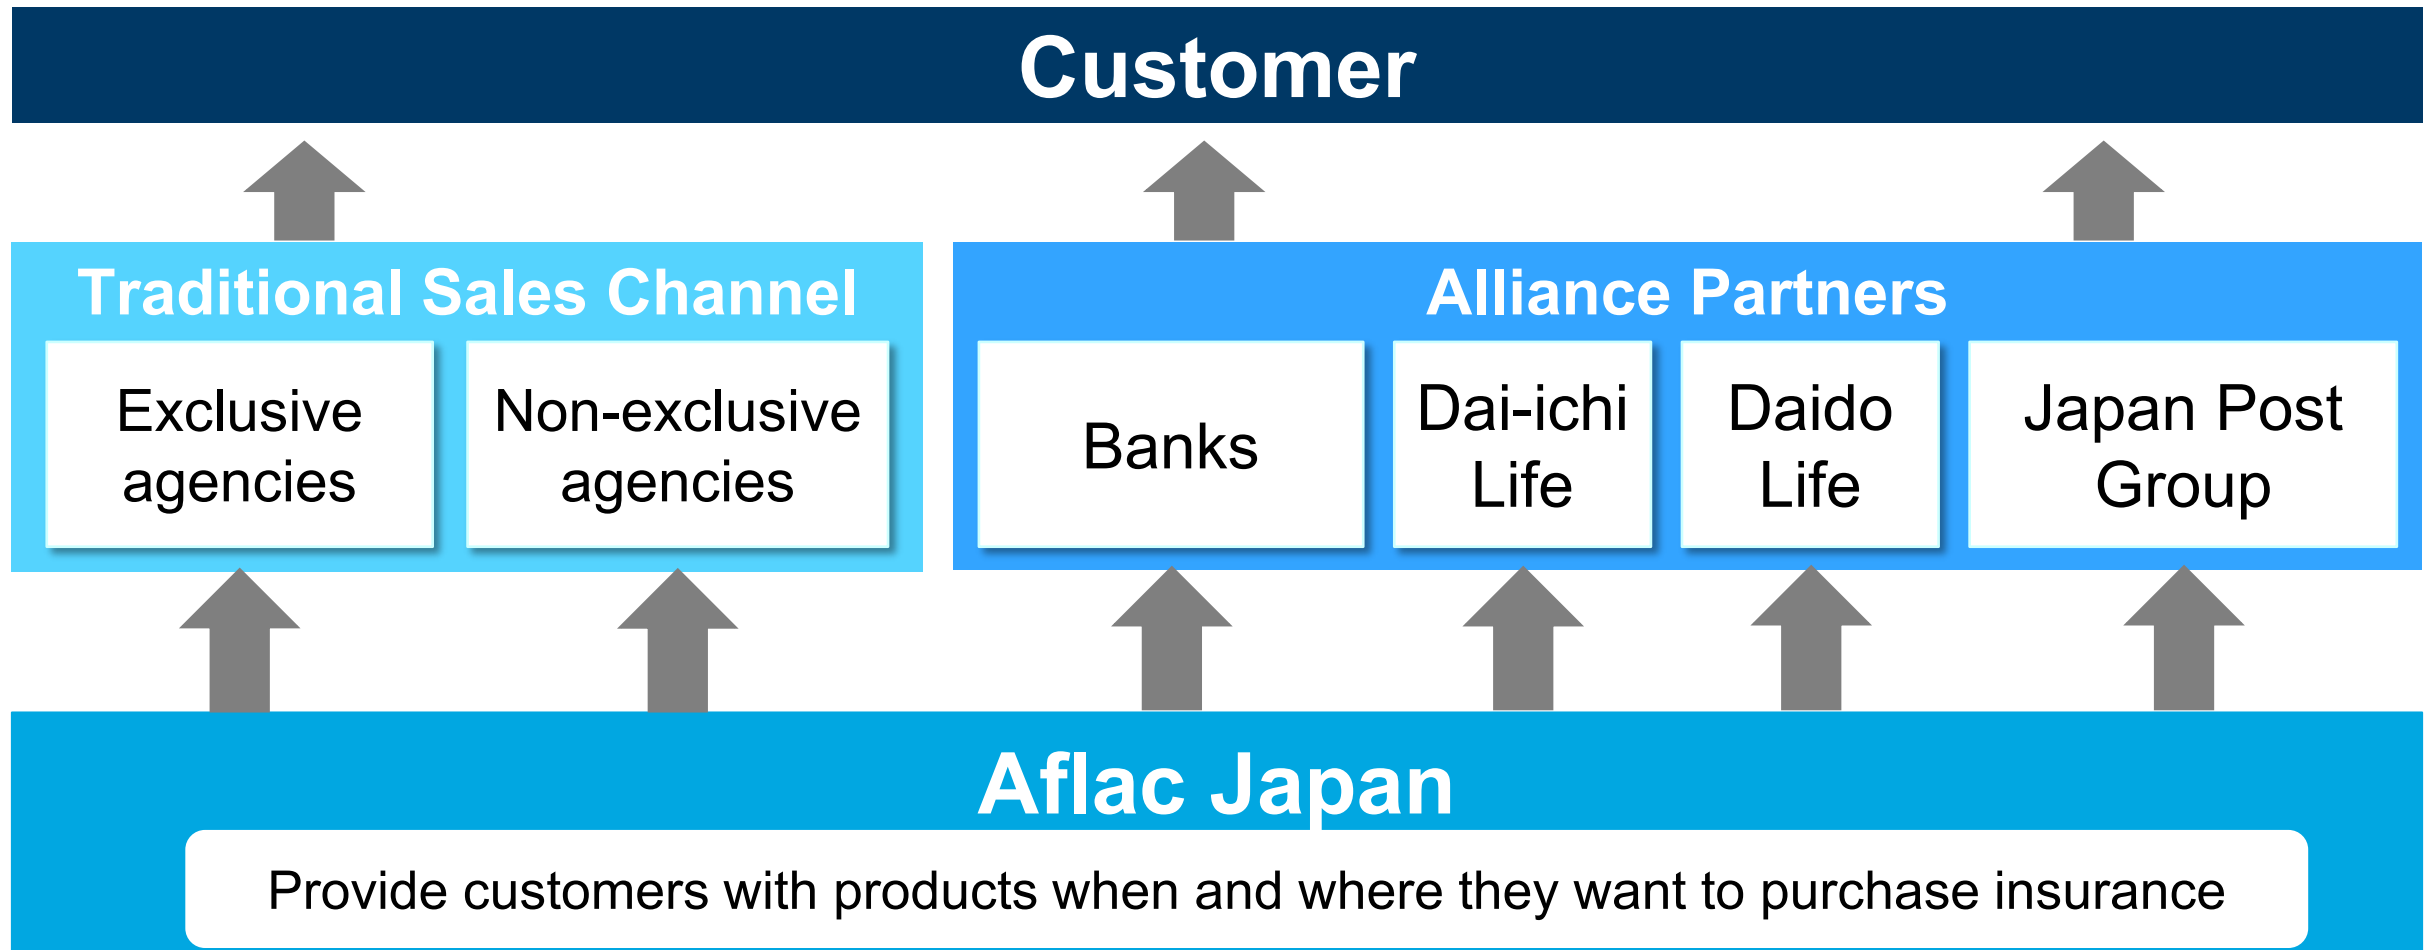 Customer
Traditional Sales Channel
Exclusive
agencies
Non-exclusive
agencies
Alliance Partners
Banks
Dai-ichi
Life
Daido
Life
Japan Post
Group
Aflac Japan
Provide customers with products when and where they want to purchase insurance